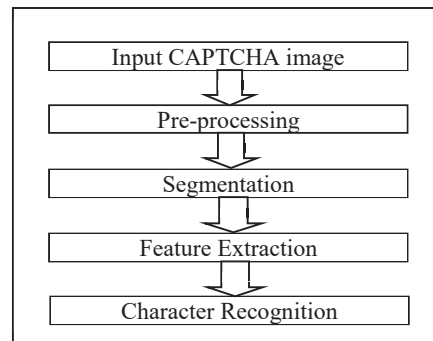 Input CAPTCHA image
Pre-processing
Segmentation
Feature Extraction
Character Recognition